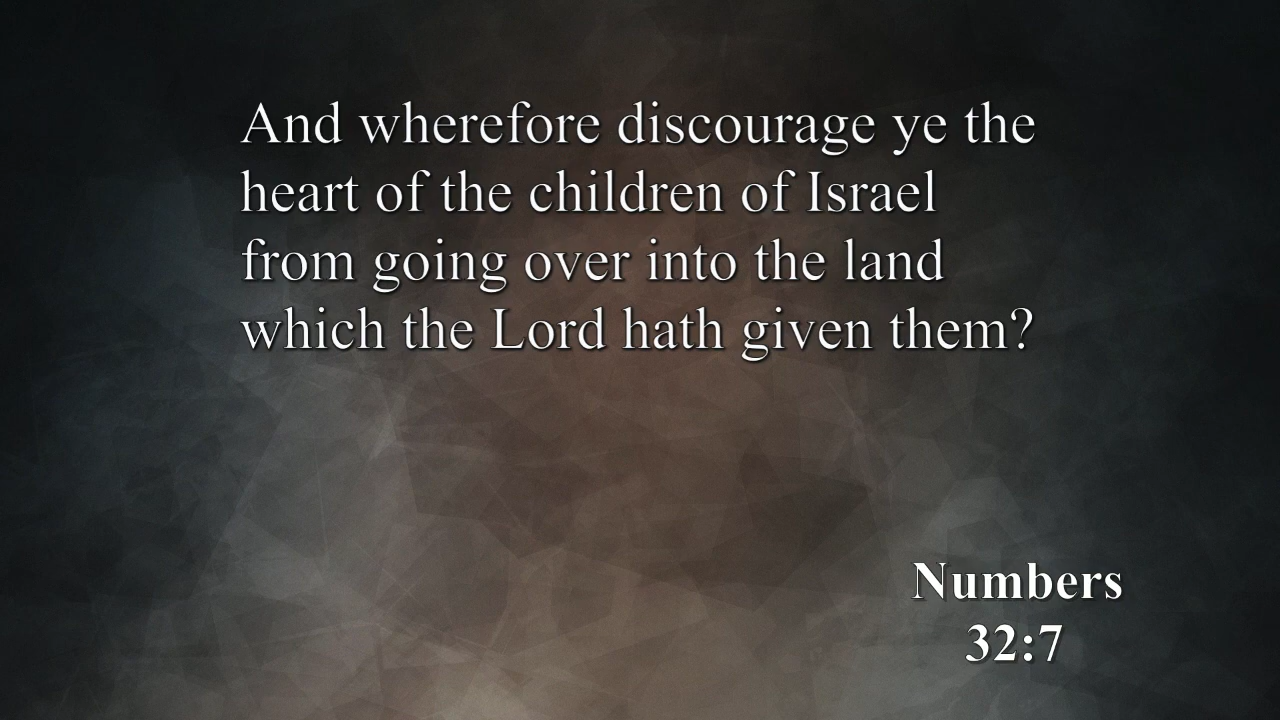 And wherefore discourage ye the
heart of the children of Israel
from going over into the land
which the Lord hath given them?
Numbers
32:7